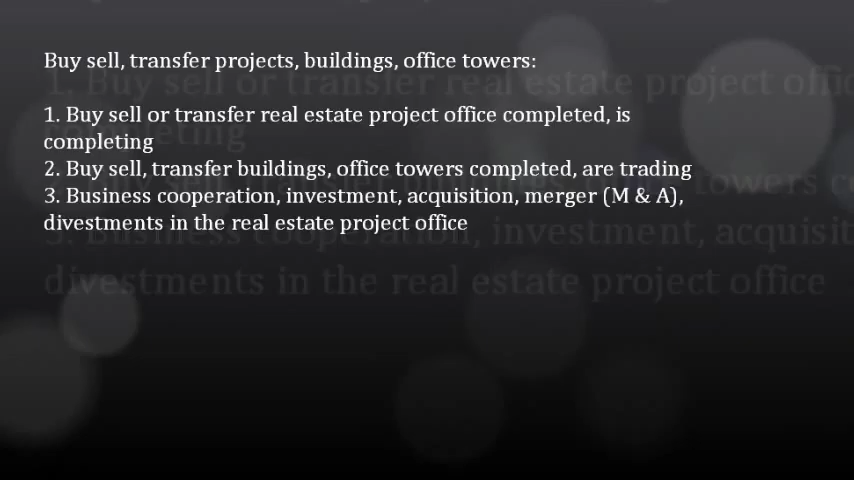 Buy sell, transfer projects, buildings, office towers:
1. Buy sell or transfer real estate project office completed, is
completing
2. Buy sell, transfer buildings, office towers completed, are trading
3. Business cooperation, investment, acquisition, merger (M & A),
divestments in the real estate project office